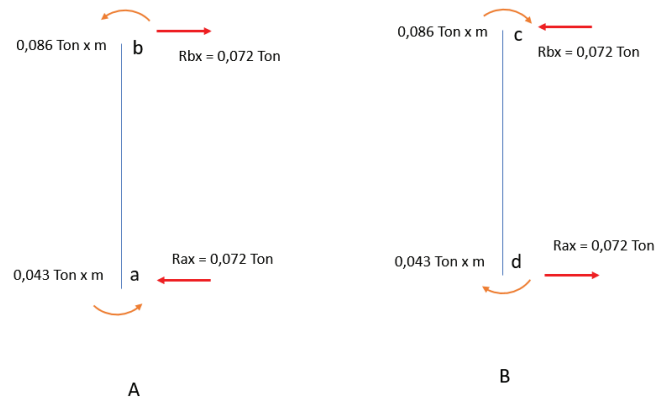 0,086 Ton x m
b
Rbx = 0,072 Ton
Rax = 0,072 Ton
0,043 Ton x m
a
A
0,086 Ton x m
c
Rbx = 0,072 Ton
Rax = 0,072 Ton
0,043 Ton x m
d
B